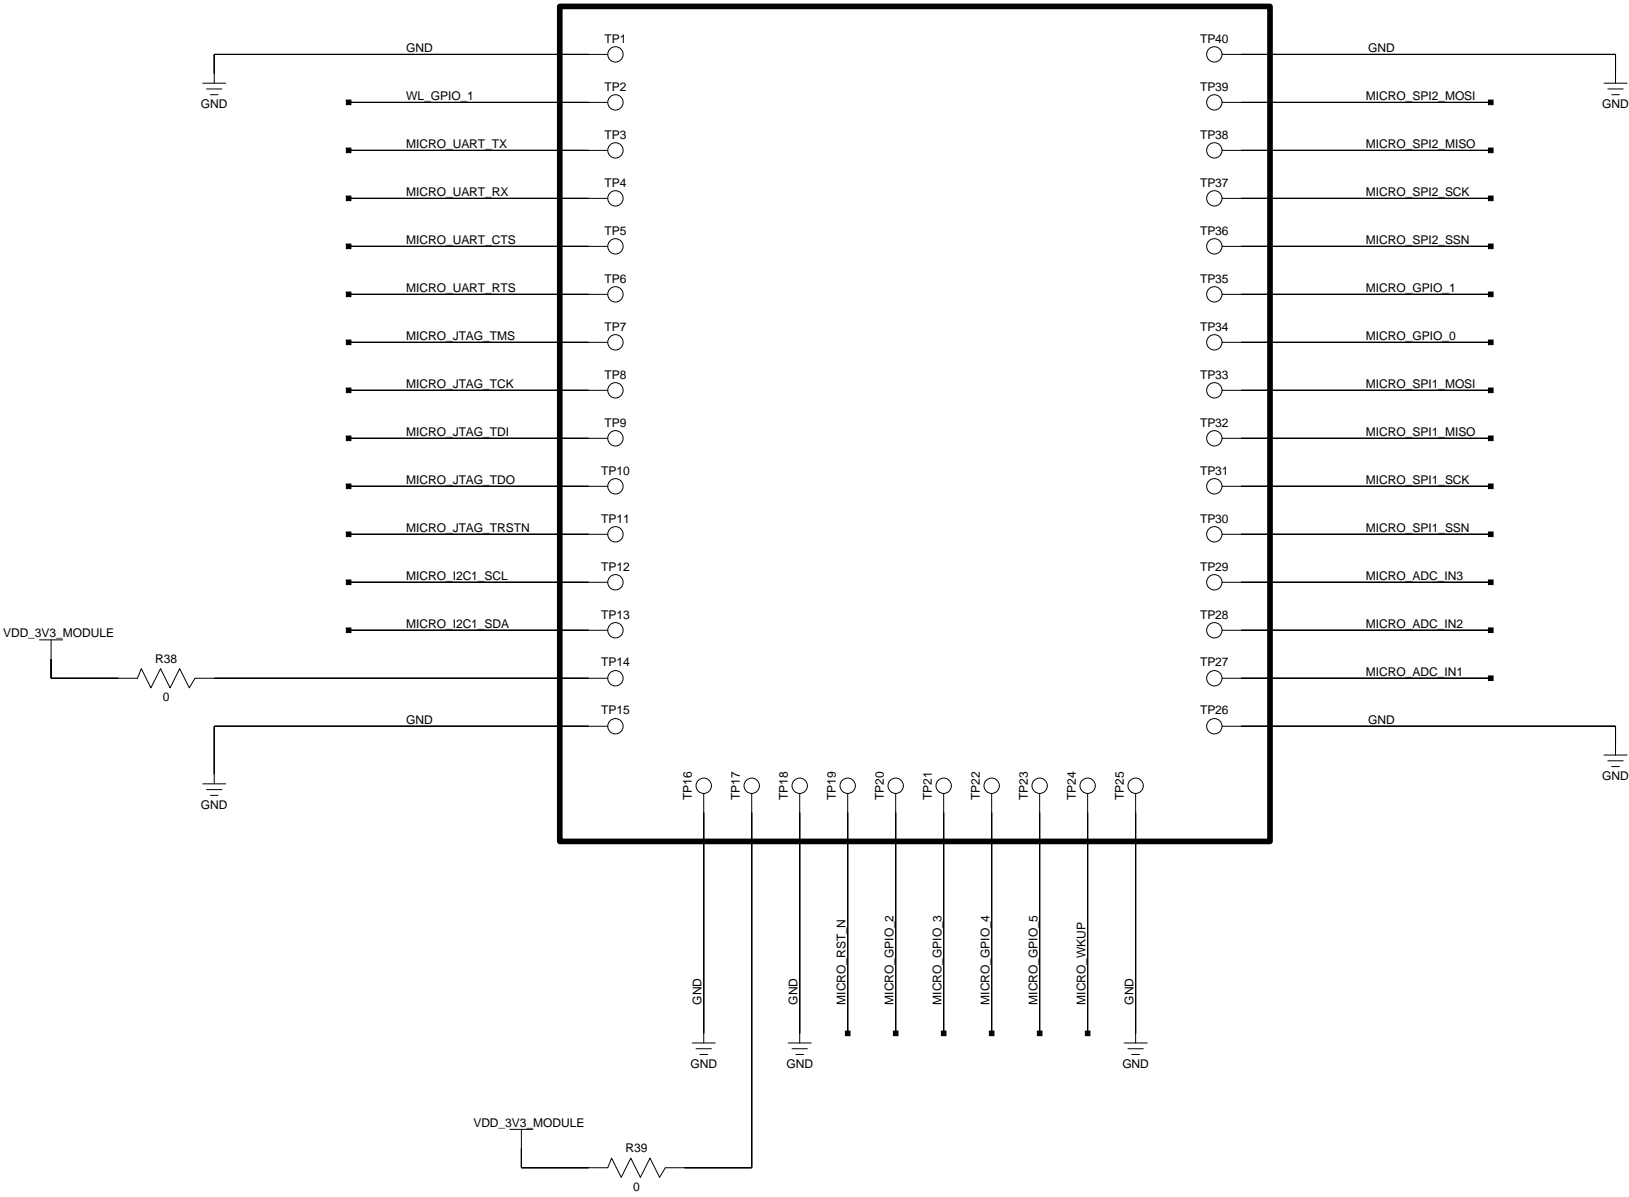 TP1
GND
GND
TP2
WL_GPIO_1
TP3
MICRO_UART_TX
TP4
MICRO_UART_RX
TP5
MICRO_UART_CTS
TP6
MICRO_UART_RTS
TP7
MICRO_JTAG_TMS
TP8
MICRO_JTAG_TCK
TP9
MICRO_JTAG_TDI
TP10
MICRO_JTAG_TDO
TP11
MICRO_JTAG_TRSTN
TP12
MICRO_I2C1_SCL
TP13
MICRO_I2C1_SDA
VDD_3V3_MODULE
R38
0
TP14
TP15
GND
GND
TP40
GND
GND
TP39
MICRO_SPI2_MOSI
TP38
MICRO_SPI2_MISO
TP37
MICRO_SPI2_SCK
TP36
MICRO_SPI2_SSN
TP35
MICRO_GPIO_1
TP34
MICRO_GPIO_0
TP33
MICRO_SPI1_MOSI
TP32
MICRO_SPI1_MISO
TP31
MICRO_SPI1_SCK
TP30
MICRO_SPI1_SSN
TP29
MICRO_ADC_IN3
TP28
MICRO_ADC_IN2
TP27
MICRO_ADC_IN1
TP26
GND
GND
TP16
TP17
TP18
TP19
TP20
TP21
TP22
TP23
TP24
TP25
GND
GND
MICRO_RST_N
MICRO_GPIO_2
MICRO_GPIO_3
MICRO_GPIO_4
MICRO_GPIO_5
MICRO_WKUP
GND
GND
GND
GND
VDD_3V3_MODULE
R39
0